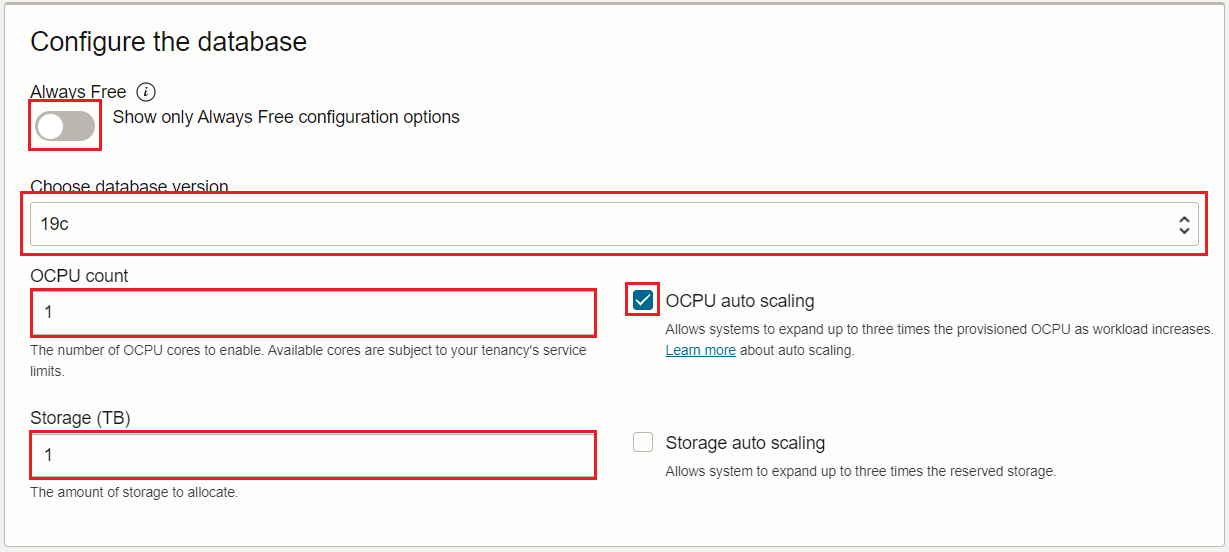 Configure the database
Always Free i
Show only Always Free configuration options
Choose database version
19c
OCPU count
1
The number of OCPU cores to enable. Available cores are subject to your tenancy's service
limits.
OCPU auto scaling
Allows systems to expand up to three times the provisioned OCPU as workload increases.
Learn more about auto scaling.
Storage (TB)
1
The amount of storage to allocate.
Storage auto scaling
Allows system to expand up to three times the reserved storage.